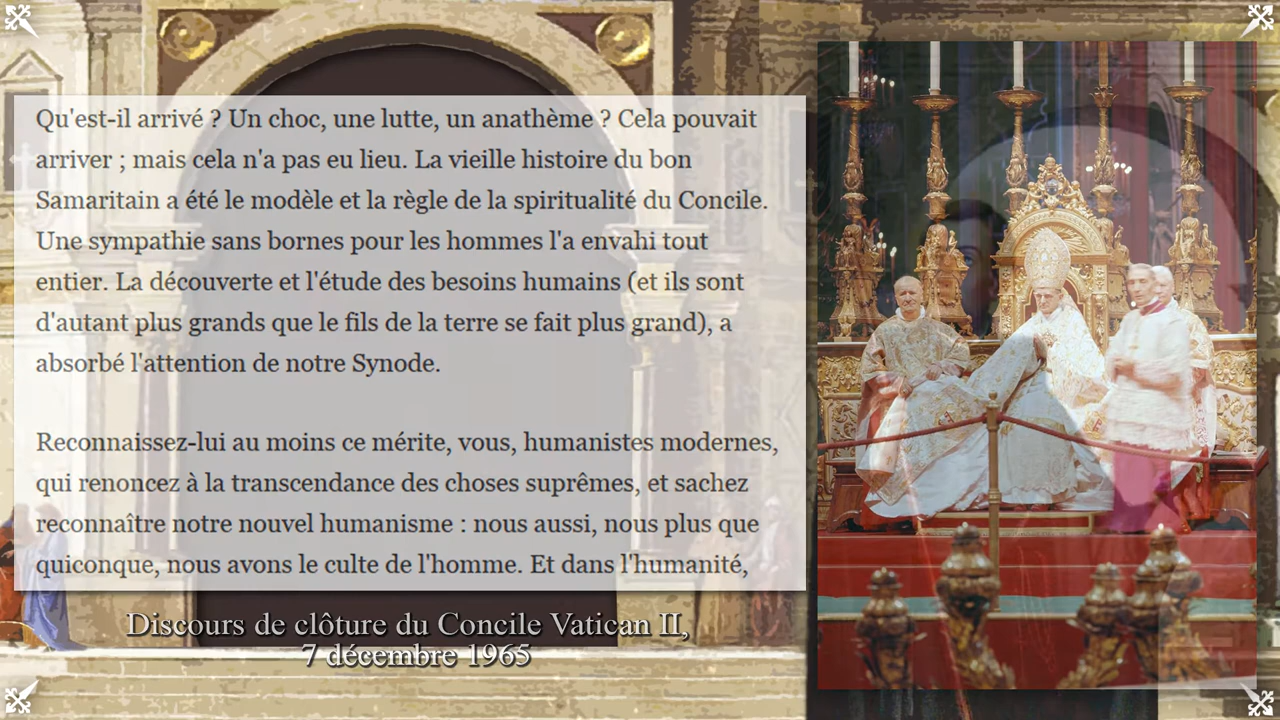 Qu'est-il arrivé ? Un choc, une lutte, un anathème ? Cela pouvait
arriver ; mais cela n'a pas eu lieu. La vieille histoire du bon
Samaritain a été le modèle et la règle de la spiritualité du Concile.
Une sympathie sans bornes pour les hommes l'a envahi tout
entier. La découverte et l'étude des besoins humains (et ils sont
d'autant plus grands que le fils de la terre se fait plus grand), a
absorbé l'attention de notre Synode.
Reconnaissez-lui au moins ce mérite, vous, humanistes modernes,
qui renoncez à la transcendance des choses suprêmes, et sachez
reconnaître notre nouvel humanisme : nous aussi, nous plus que
quiconque, nous avons le culte de l'homme. Et dans l'humanité,
Discours de clôture du Concile Vatican II,
7 décembre 1965